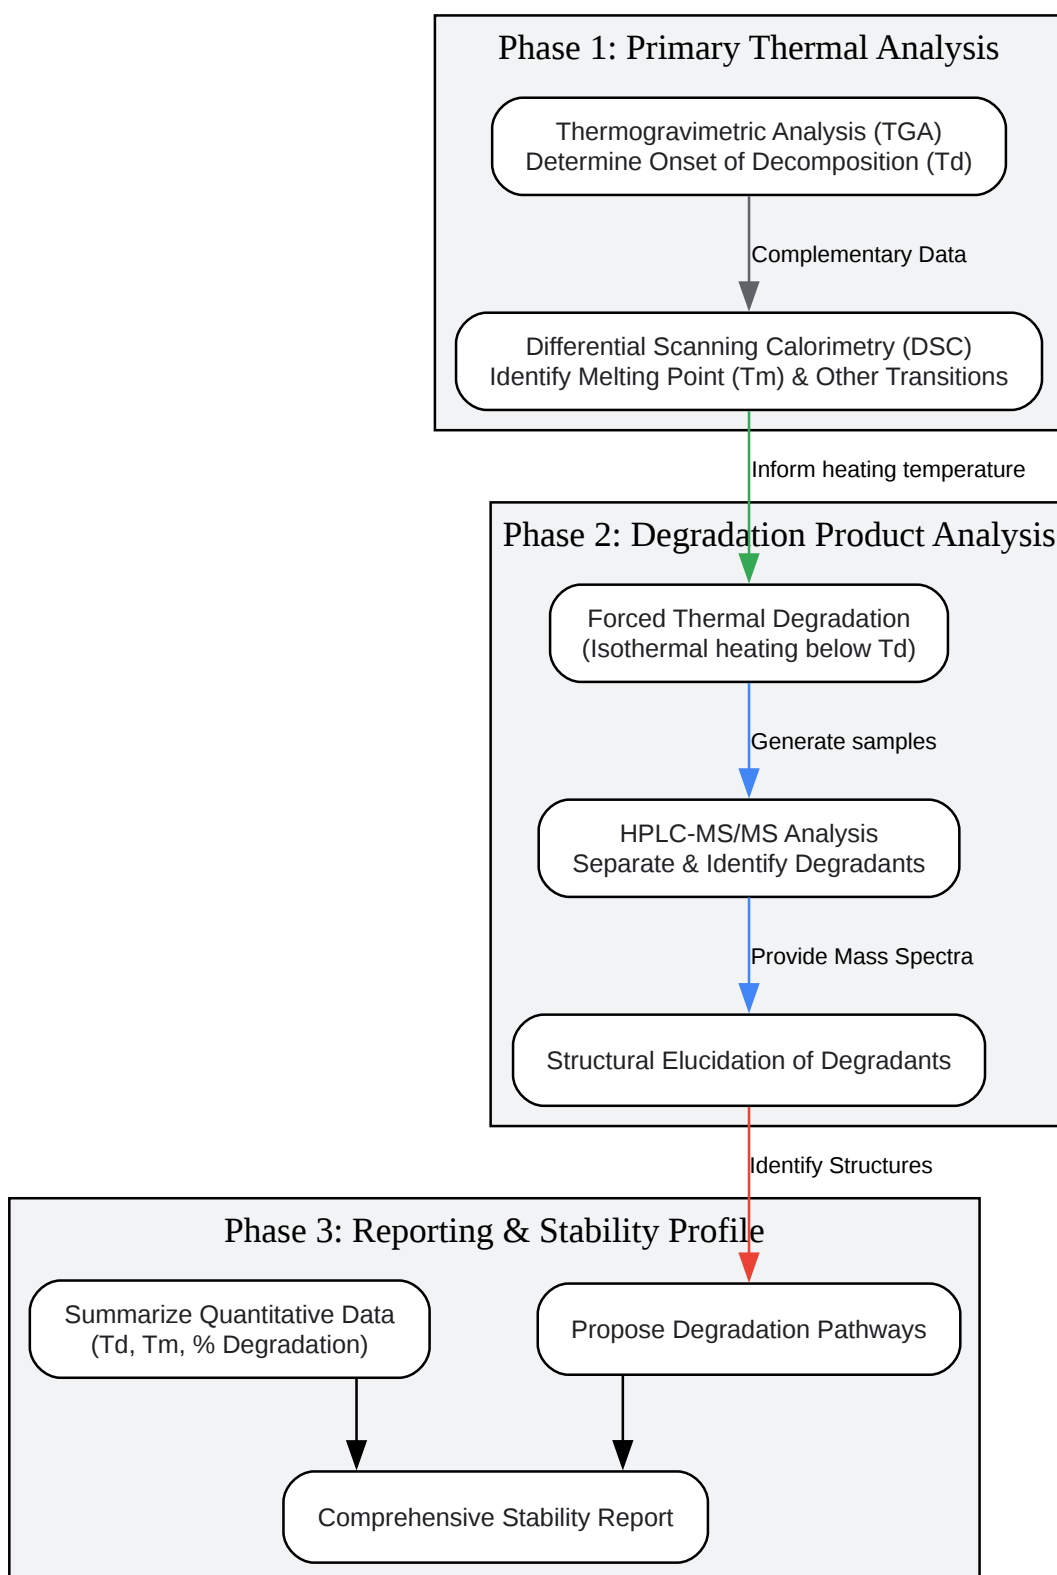 Phase 1: Primary Thermal Analysis
Thermogravimetric Analysis (TGA)
Determine Onset of Decomposition (Td)
Complementary Data
Differential Scanning Calorimetry (DSC)
Identify Melting Point (Tm) & Other Transitions
Inform heating temperature
Phase 2: Degradation Product Analysis
Forced Thermal Degradation
(Isothermal heating below Td)
Generate samples
HPLC-MS/MS Analysis
Separate & Identify Degradants
Provide Mass Spectra
Structural Elucidation of Degradants
Identify Structures
Phase 3: Reporting & Stability Profile
Summarize Quantitative Data
(Td, Tm, % Degradation)
Propose Degradation Pathways
Comprehensive Stability Report